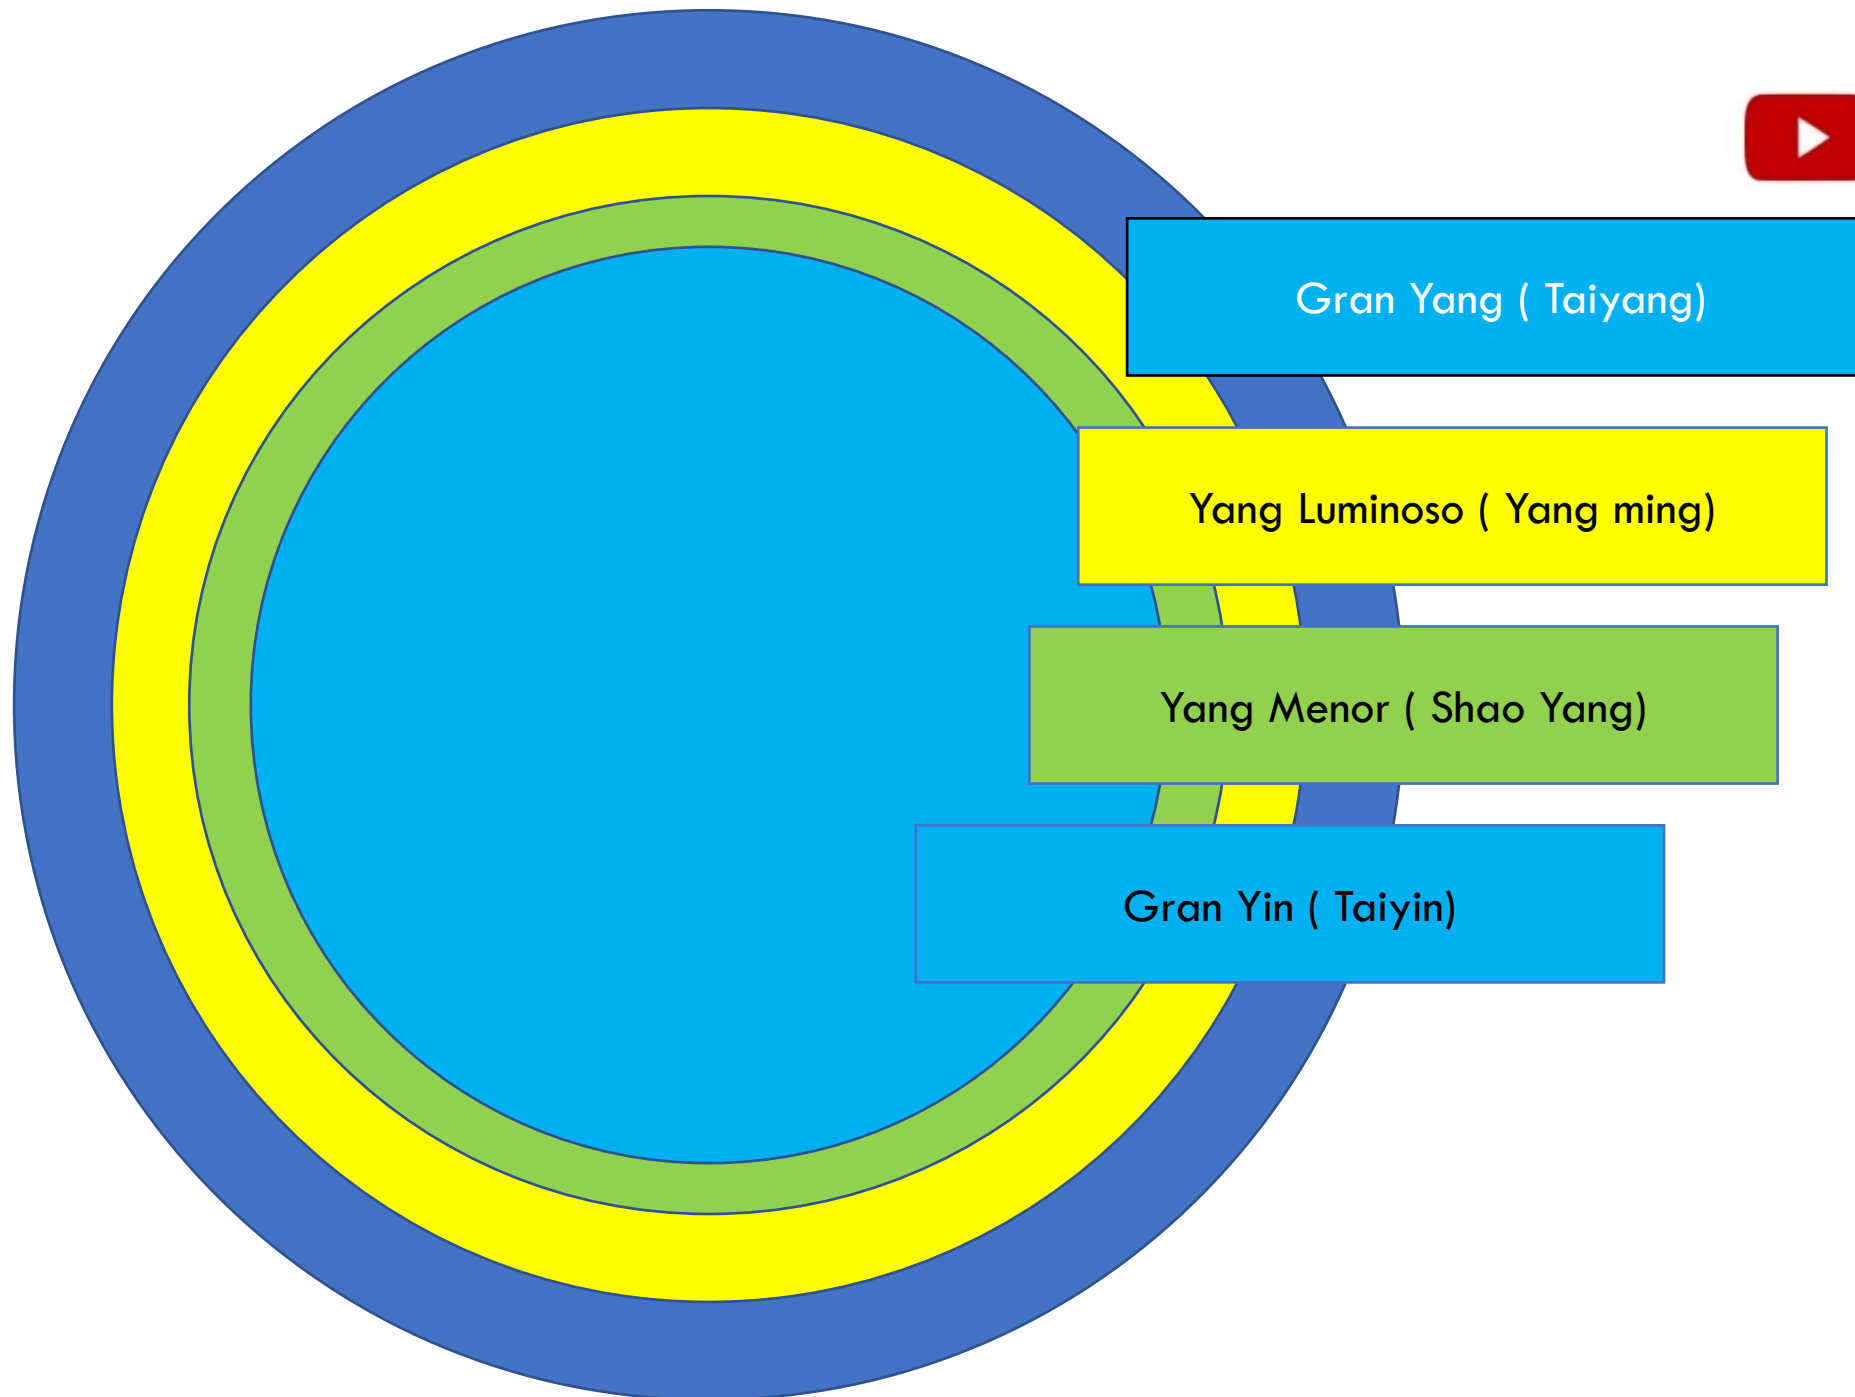 Gran Yang ( Taiyang)
Yang Luminoso ( Yang ming)
Yang Menor ( Shao Yang)
Gran Yin ( Taiyin)